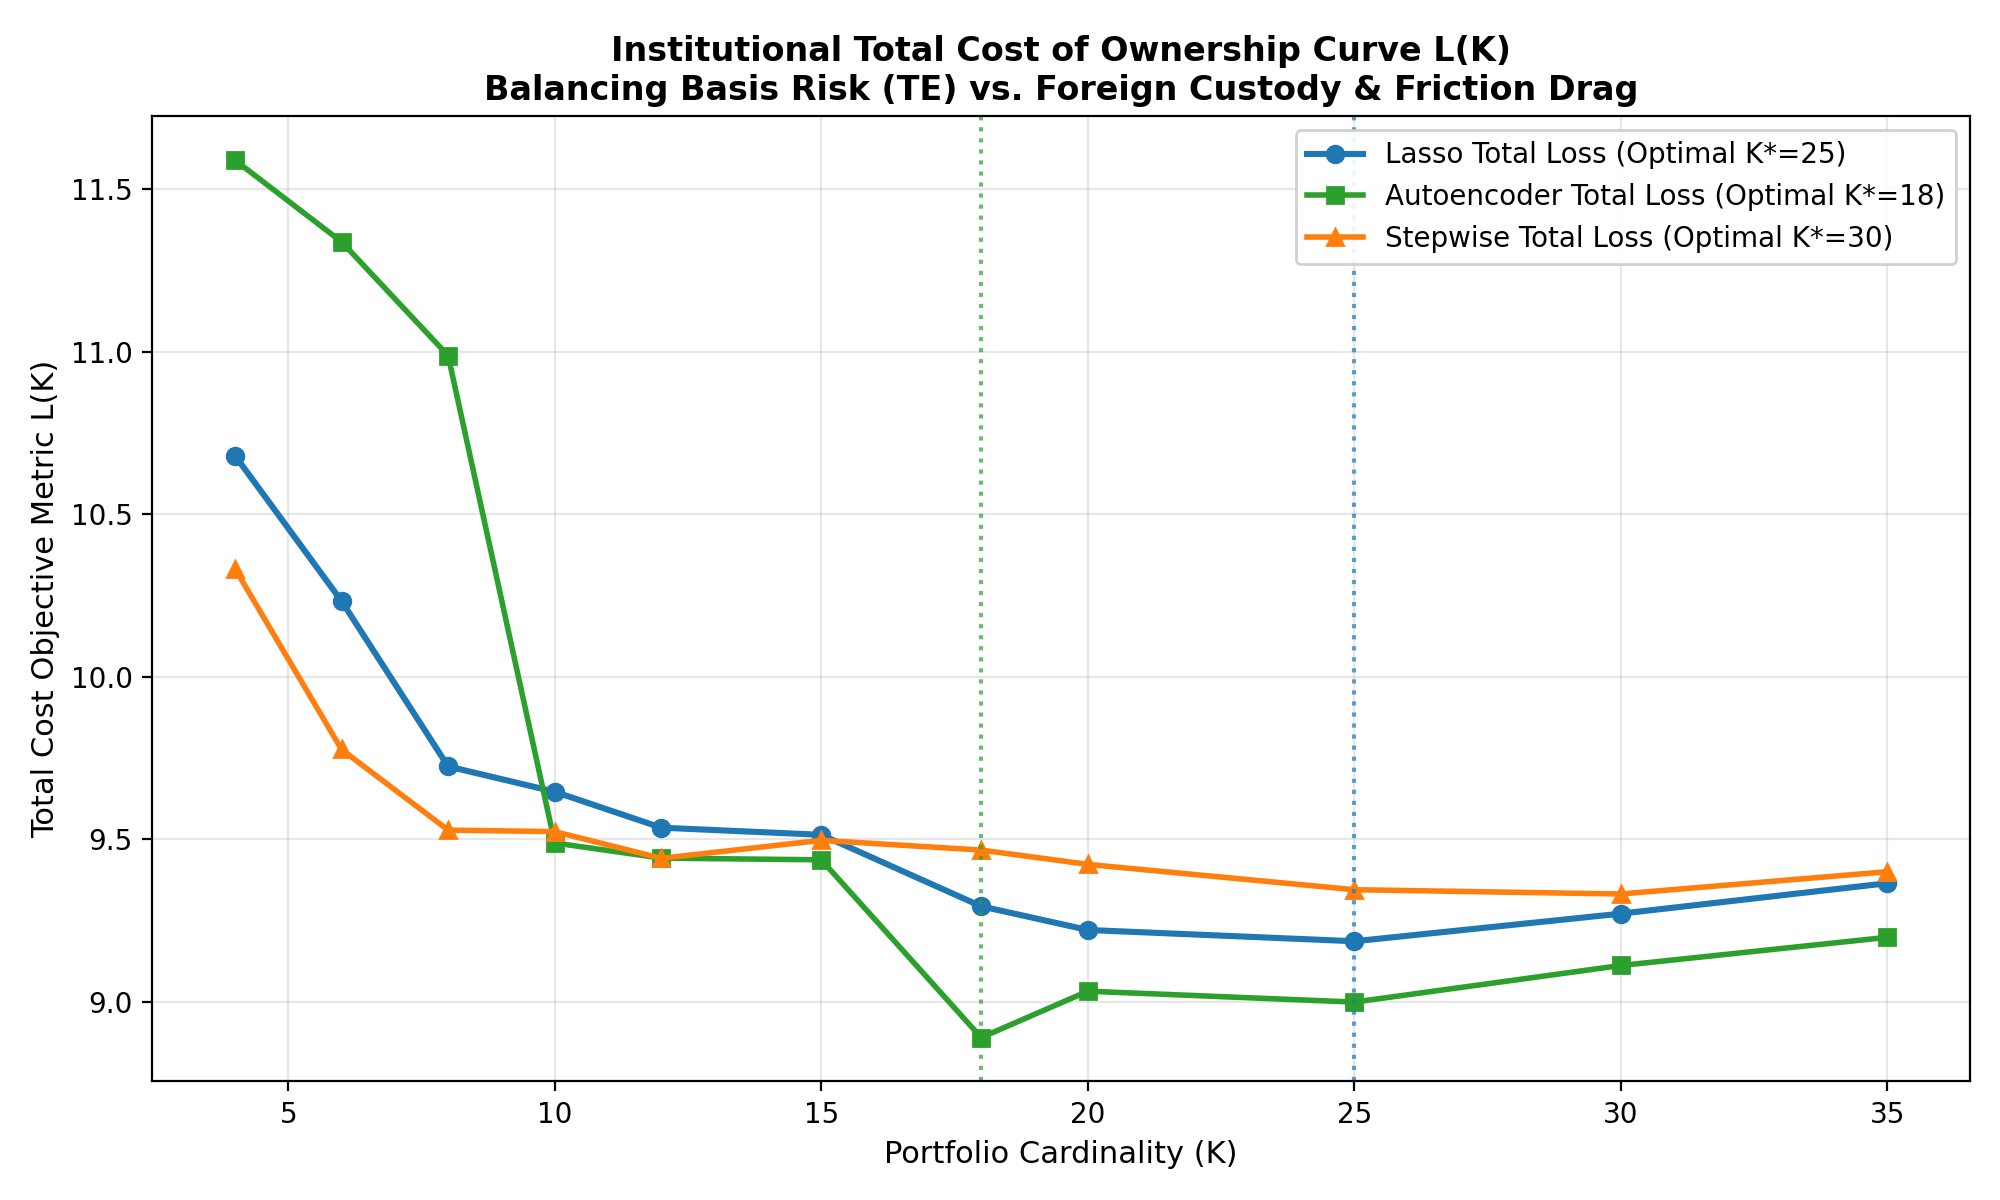 Institutional Total Cost of Ownership Curve L(K)
Balancing Basis Risk (TE) vs. Foreign Custody & Friction Drag
Lasso Total Loss (Optimal K*=25)
Autoencoder Total Loss (Optimal K*=18)
Stepwise Total Loss (Optimal K*=30)
Total Cost Objective Metric L(K)
11.5
11.0
10.5
10.0
9.5
9.0
5 10 15 20 25 30 35
Portfolio Cardinality (K)